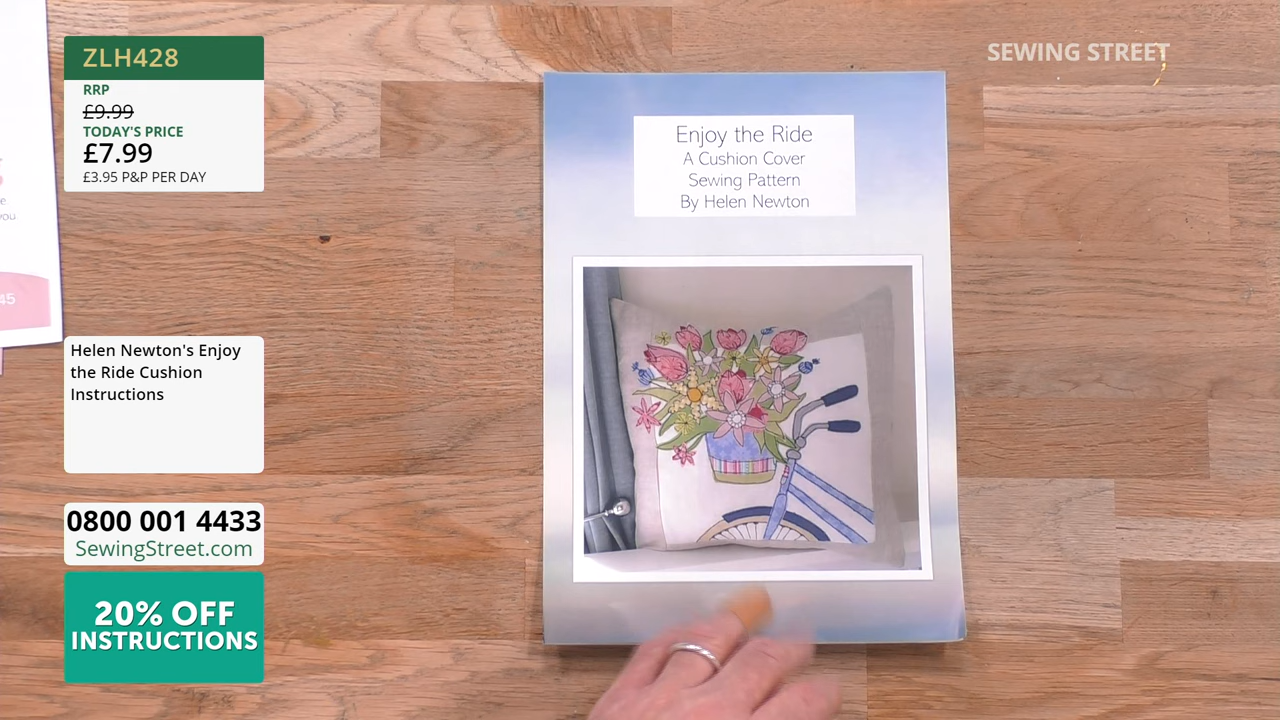 ZLH428
RRP
£9.99
TODAY'S PRICE
£7.99
£3.95 P&P PER DAY
Helen Newton's Enjoy
the Ride Cushion
Instructions
0800 001 4433
SewingStreet.com
20% OFF
INSTRUCTIONS
SEWING STREET
Enjoy the Ride
A Cushion Cover
Sewing Pattern
By Helen Newton
you
45